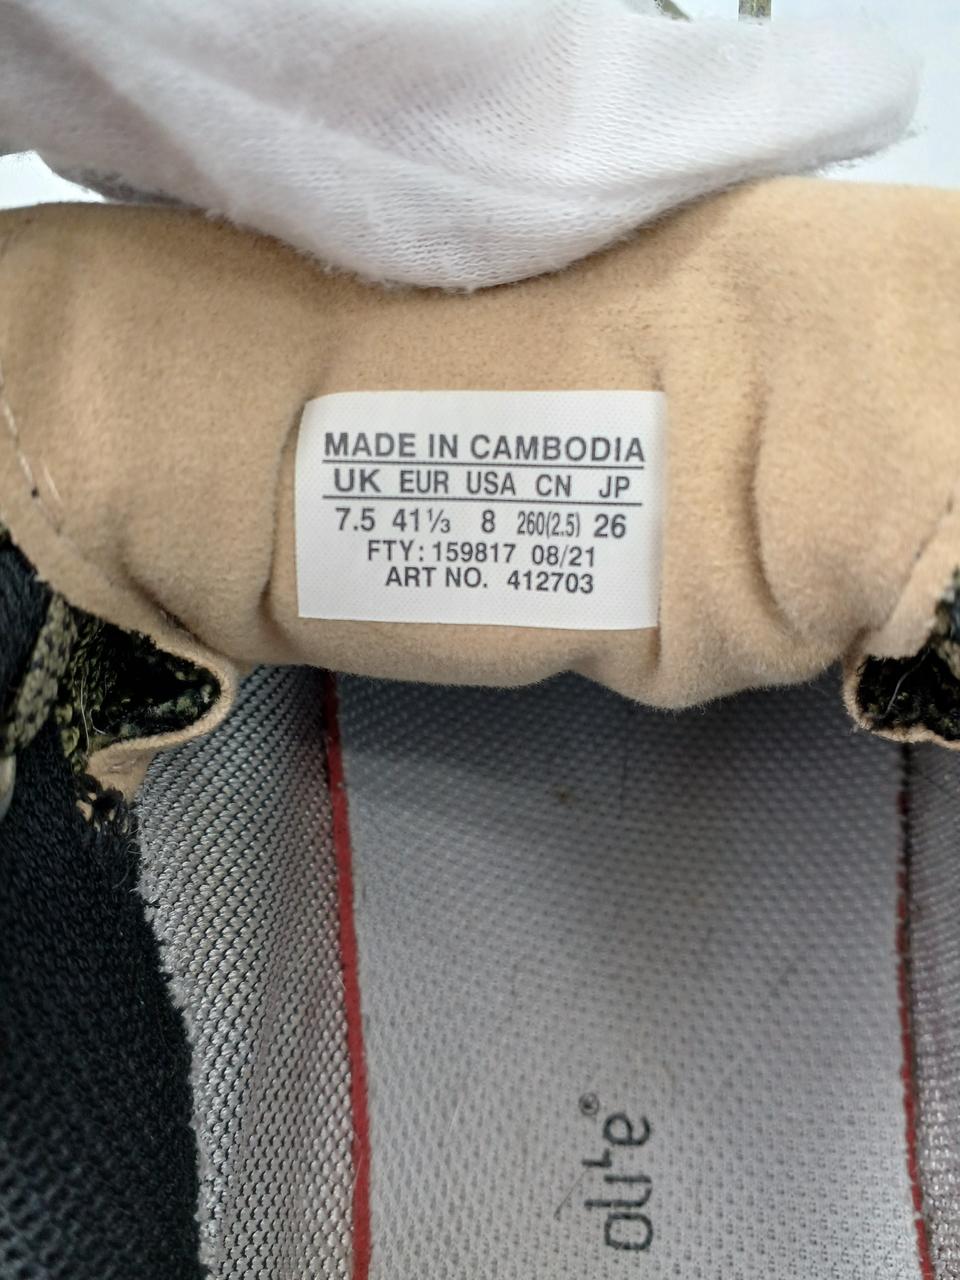 MADE IN CAMBODIA
UK EUR USA CN JP
7.5 41⅓ 8 260(2.5) 26
FTY: 159817 08/21
ART NO. 412703